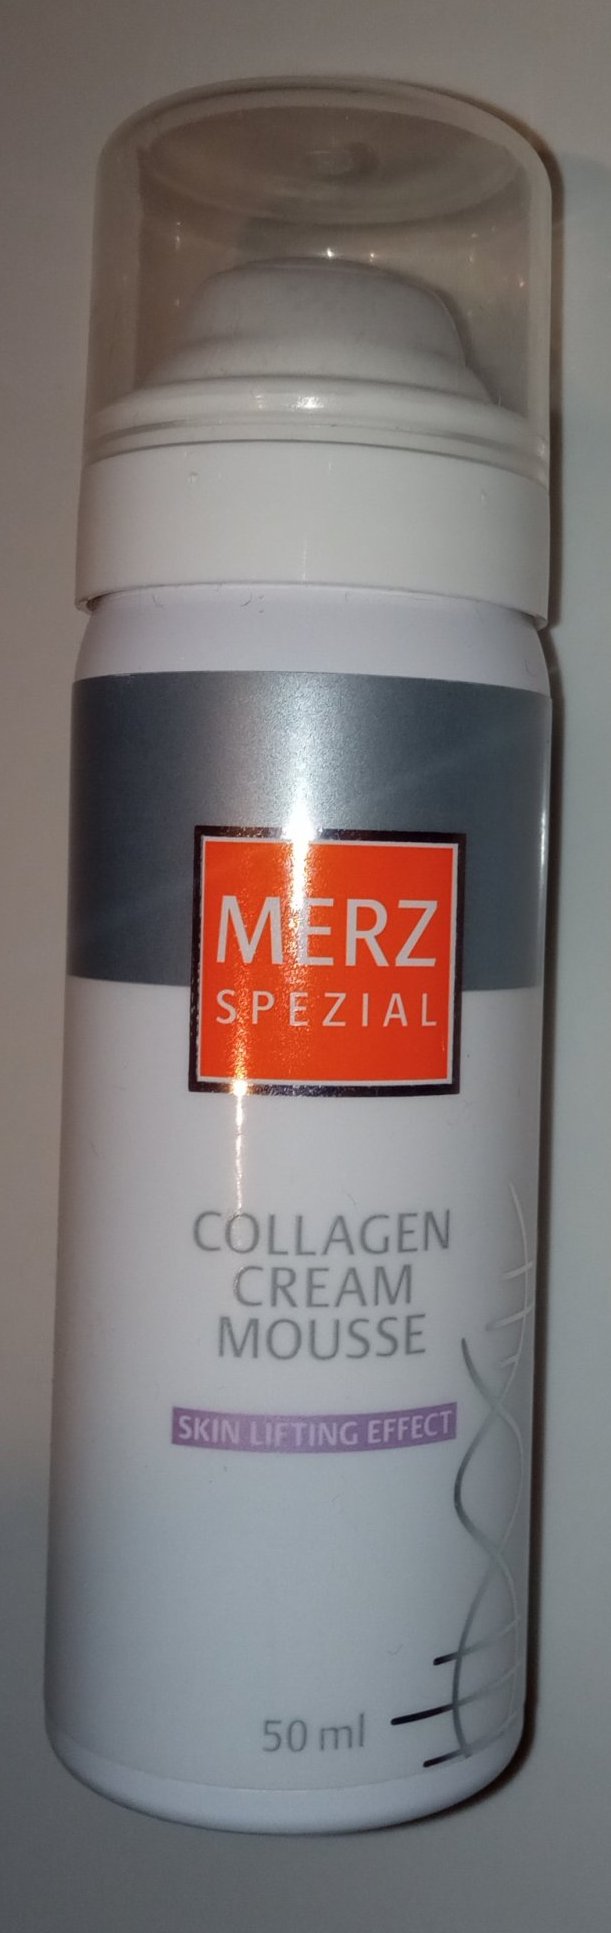 MERZ
SPEZIAL
COLLAGEN
CREAM
MOUSSE
SKIN LIFTING EFFECT
50 ml